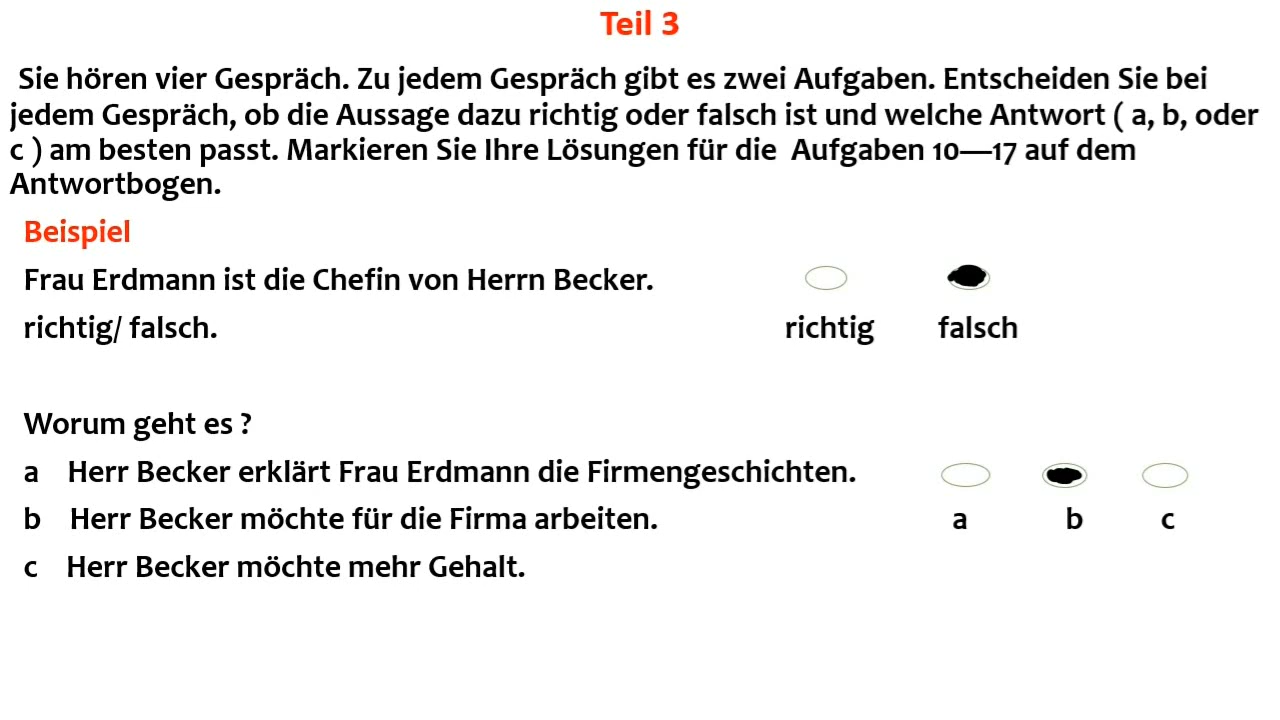 Teil 3
Sie hören vier Gespräch. Zu jedem Gespräch gibt es zwei Aufgaben. Entscheiden Sie bei
jedem Gespräch, ob die Aussage dazu richtig oder falsch ist und welche Antwort ( a, b, oder
c ) am besten passt. Markieren Sie Ihre Lösungen für die  Aufgaben 10—17 auf dem
Antwortbogen.
Beispiel
Frau Erdmann ist die Chefin von Herrn Becker.
richtig/ falsch. richtig falsch
Worum geht es ?
a Herr Becker erklärt Frau Erdmann die Firmengeschichten.
b Herr Becker möchte für die Firma arbeiten. a b c
c Herr Becker möchte mehr Gehalt.